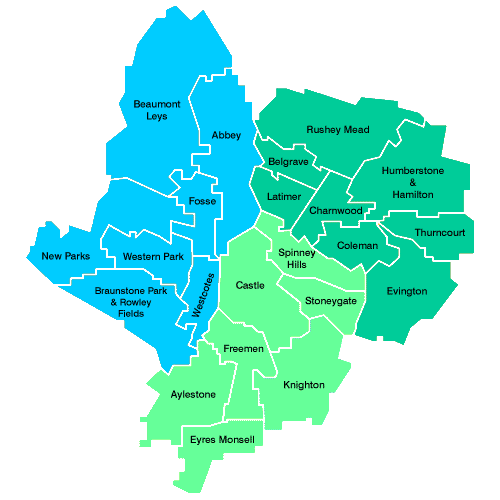 Beaumont
Leys
Abbey
Rushey Mead
Belgrave
Humberstone
&
Hamilton
Latimer
Fosse
Charnwood
Thurncourt
Coleman
New Parks
Western Park
Spinney
Hills
Westcotes
Castle
Braunstone Park
& Rowley
Fields
Evington
Stoneygate
Freemen
Knighton
Aylestone
Eyres Monsell